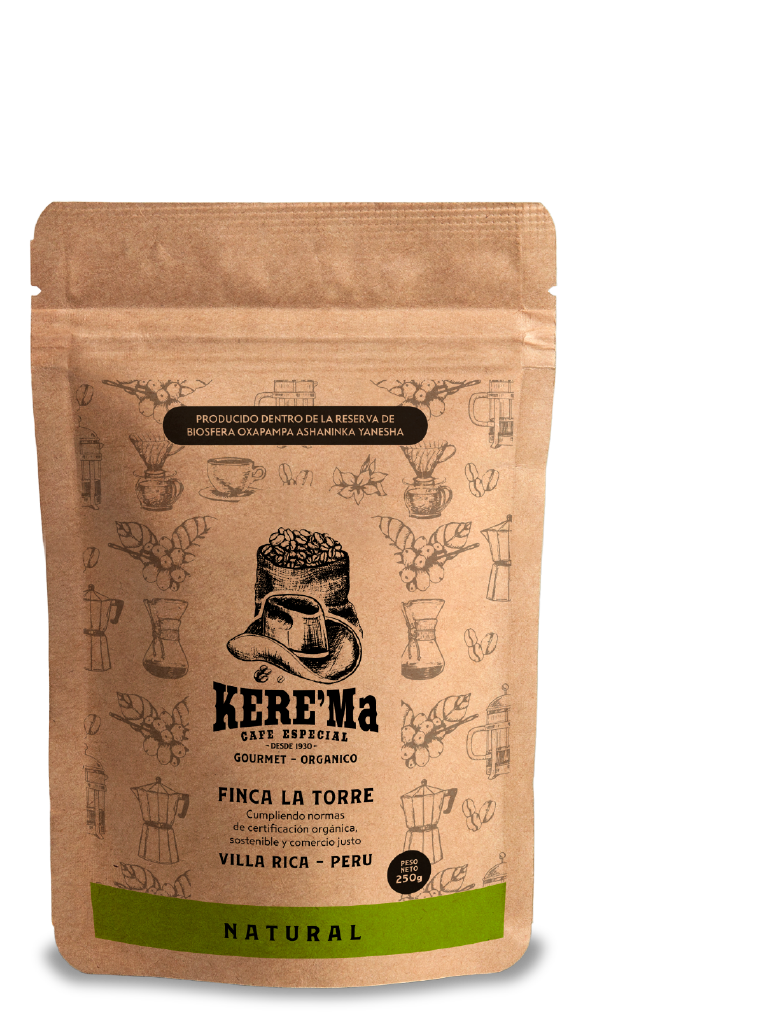 PRODUCIDO DENTRO DE LA RESERVA DE
BIOSFERA OXAPAMPA ASHANINKA YANESHA
KERE'Ma
CAFE ESPECIAL
- DESDE 1930 -
GOURMET - ORGANICO
FINCA LA TORRE
Cumpliendo normas
de certificación orgánica,
sostenible y comercio justo
VILLA RICA - PERU
PESO
NETO
250g
NATURAL